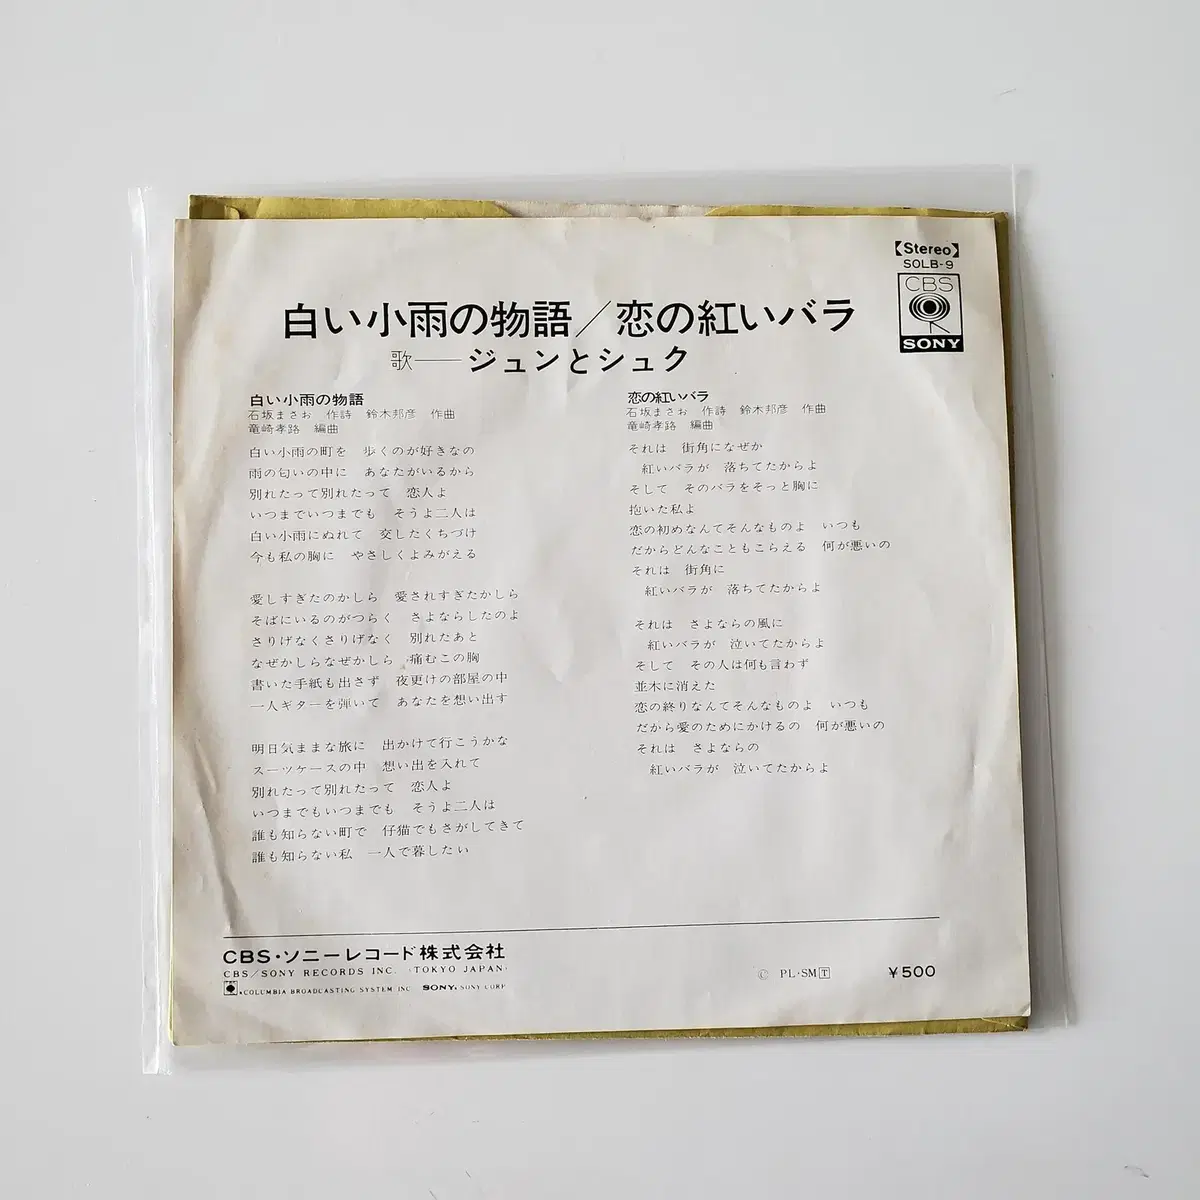 【Stereo】
SOLB-9
CBS
SONY
白い小雨の物語／恋の紅いバラ
歌──ジュンとシュク
白い小雨の物語
石坂まさお　作詩　鈴木邦彦　作曲
竜崎孝路　編曲
白い小雨の町を　歩くのが好きなの
雨の匂いの中に　あなたがいるから
別れたって別れたって　恋人よ
いつまでいつまでも　そうよ二人は
白い小雨にぬれて　交したくちづけ
今も私の胸に　やさしくよみがえる
愛しすぎたのかしら　愛されすぎたかしら
そばにいるのがつらく　さよならしたのよ
さりげなくさりげなく　別れたあと
なぜかしらなぜかしら　痛むこの胸
書いた手紙も出さず　夜更けの部屋の中
一人ギターを弾いて　あなたを想い出す
明日気ままな旅に　出かけて行こうかな
スーツケースの中　想い出を入れて
別れたって別れたって　恋人よ
いつまでもいつまでも　そうよ二人は
誰も知らない町で　仔猫でもさがしてきて
誰も知らない私　一人で暮したい
恋の紅いバラ
石坂まさお　作詩　鈴木邦彦　作曲
竜崎孝路　編曲
それは　街角になぜか
紅いバラが　落ちてたからよ
そして　そのバラをそっと胸に
抱いた私よ
恋の初めなんてそんなものよ　いつも
だからどんなこともこらえる　何が悪いの
それは　街角に
紅いバラが　落ちてたからよ
それは　さよならの風に
紅いバラが　泣いてたからよ
そして　その人は何も言わず
並木に消えた
恋の終りなんてそんなものよ　いつも
だから愛のためにかけるの　何が悪いの
それは　さよならの
紅いバラが　泣いてたからよ
CBS・ソニーレコード株式会社
CBS/SONY RECORDS INC. (TOKYO JAPAN)
COLUMBIA BROADCASTING SYSTEM INC SONY. SONY CORP
Ⓒ PL・SM T
￥500